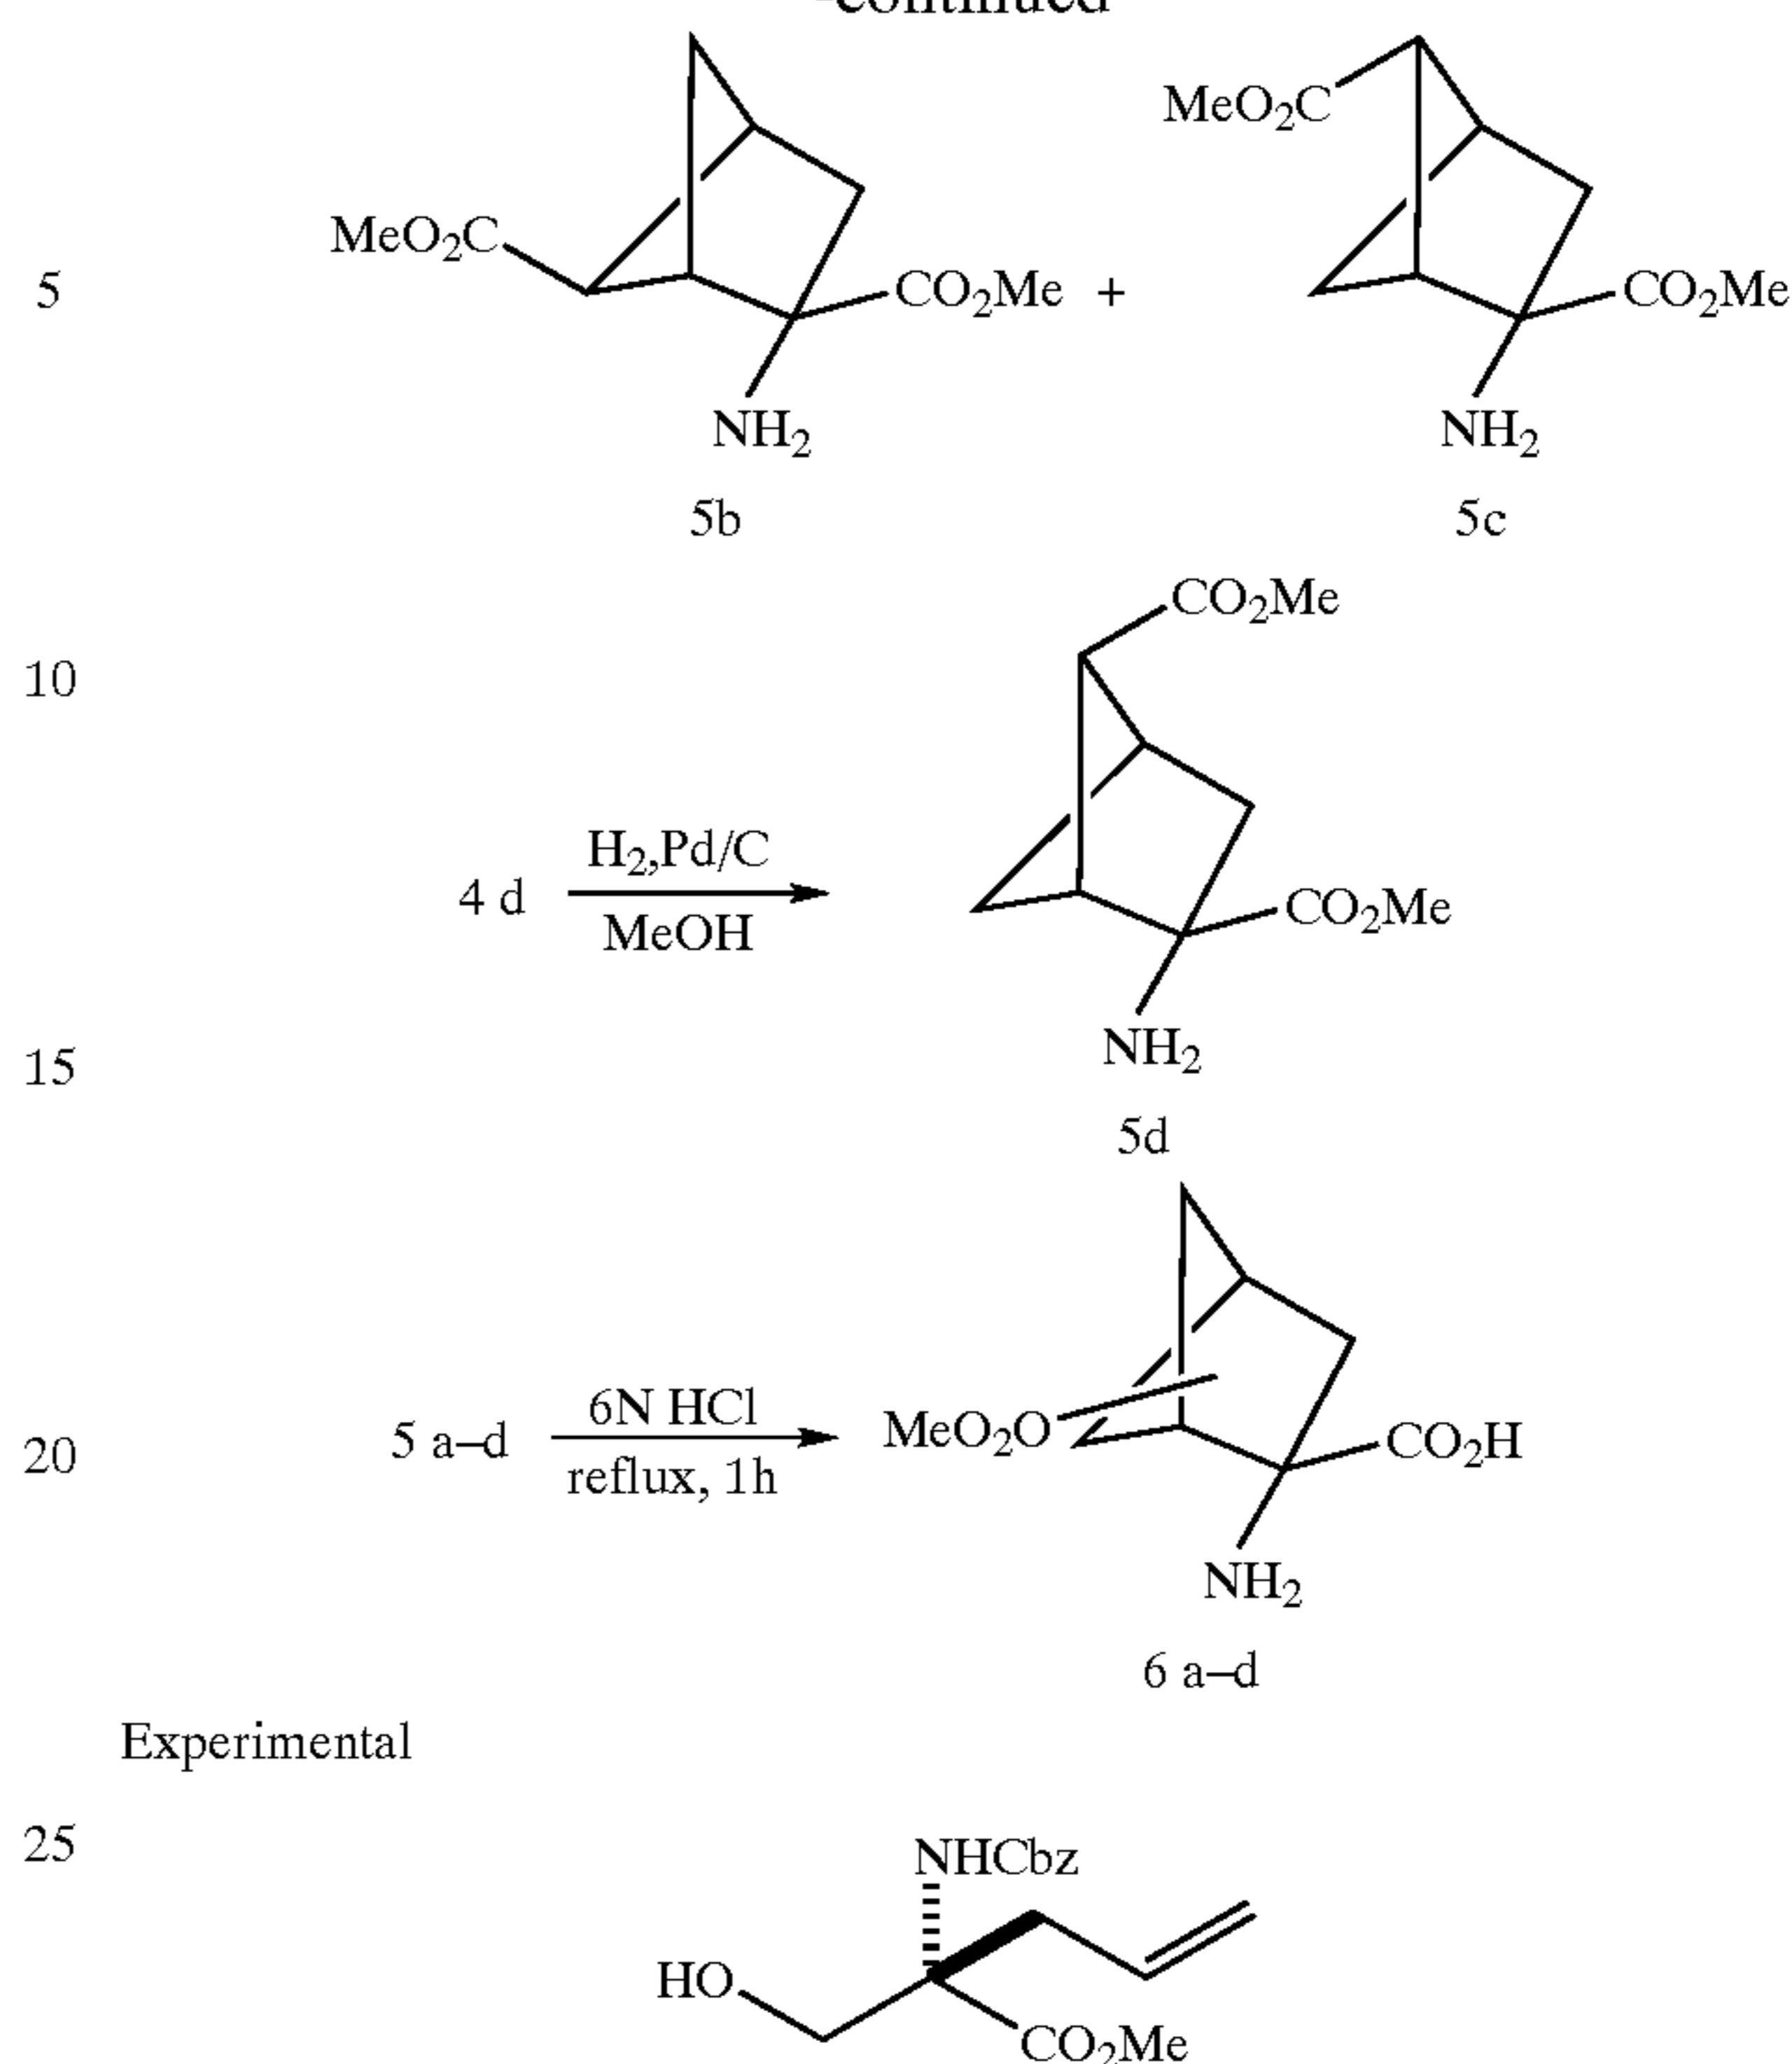 -continued
MeO2C
CO2Me
+
NH2
5b
MeO2C
CO2Me
NH2
5c
5
CO2Me
10
4 d
H2,Pd/C
MeOH
CO2Me
NH2
5d
15
5 a–d
6N HCl
reflux, 1h
MeO2O
CO2H
NH2
6 a–d
20
Experimental
25
NHCbz
HO
CO2Me